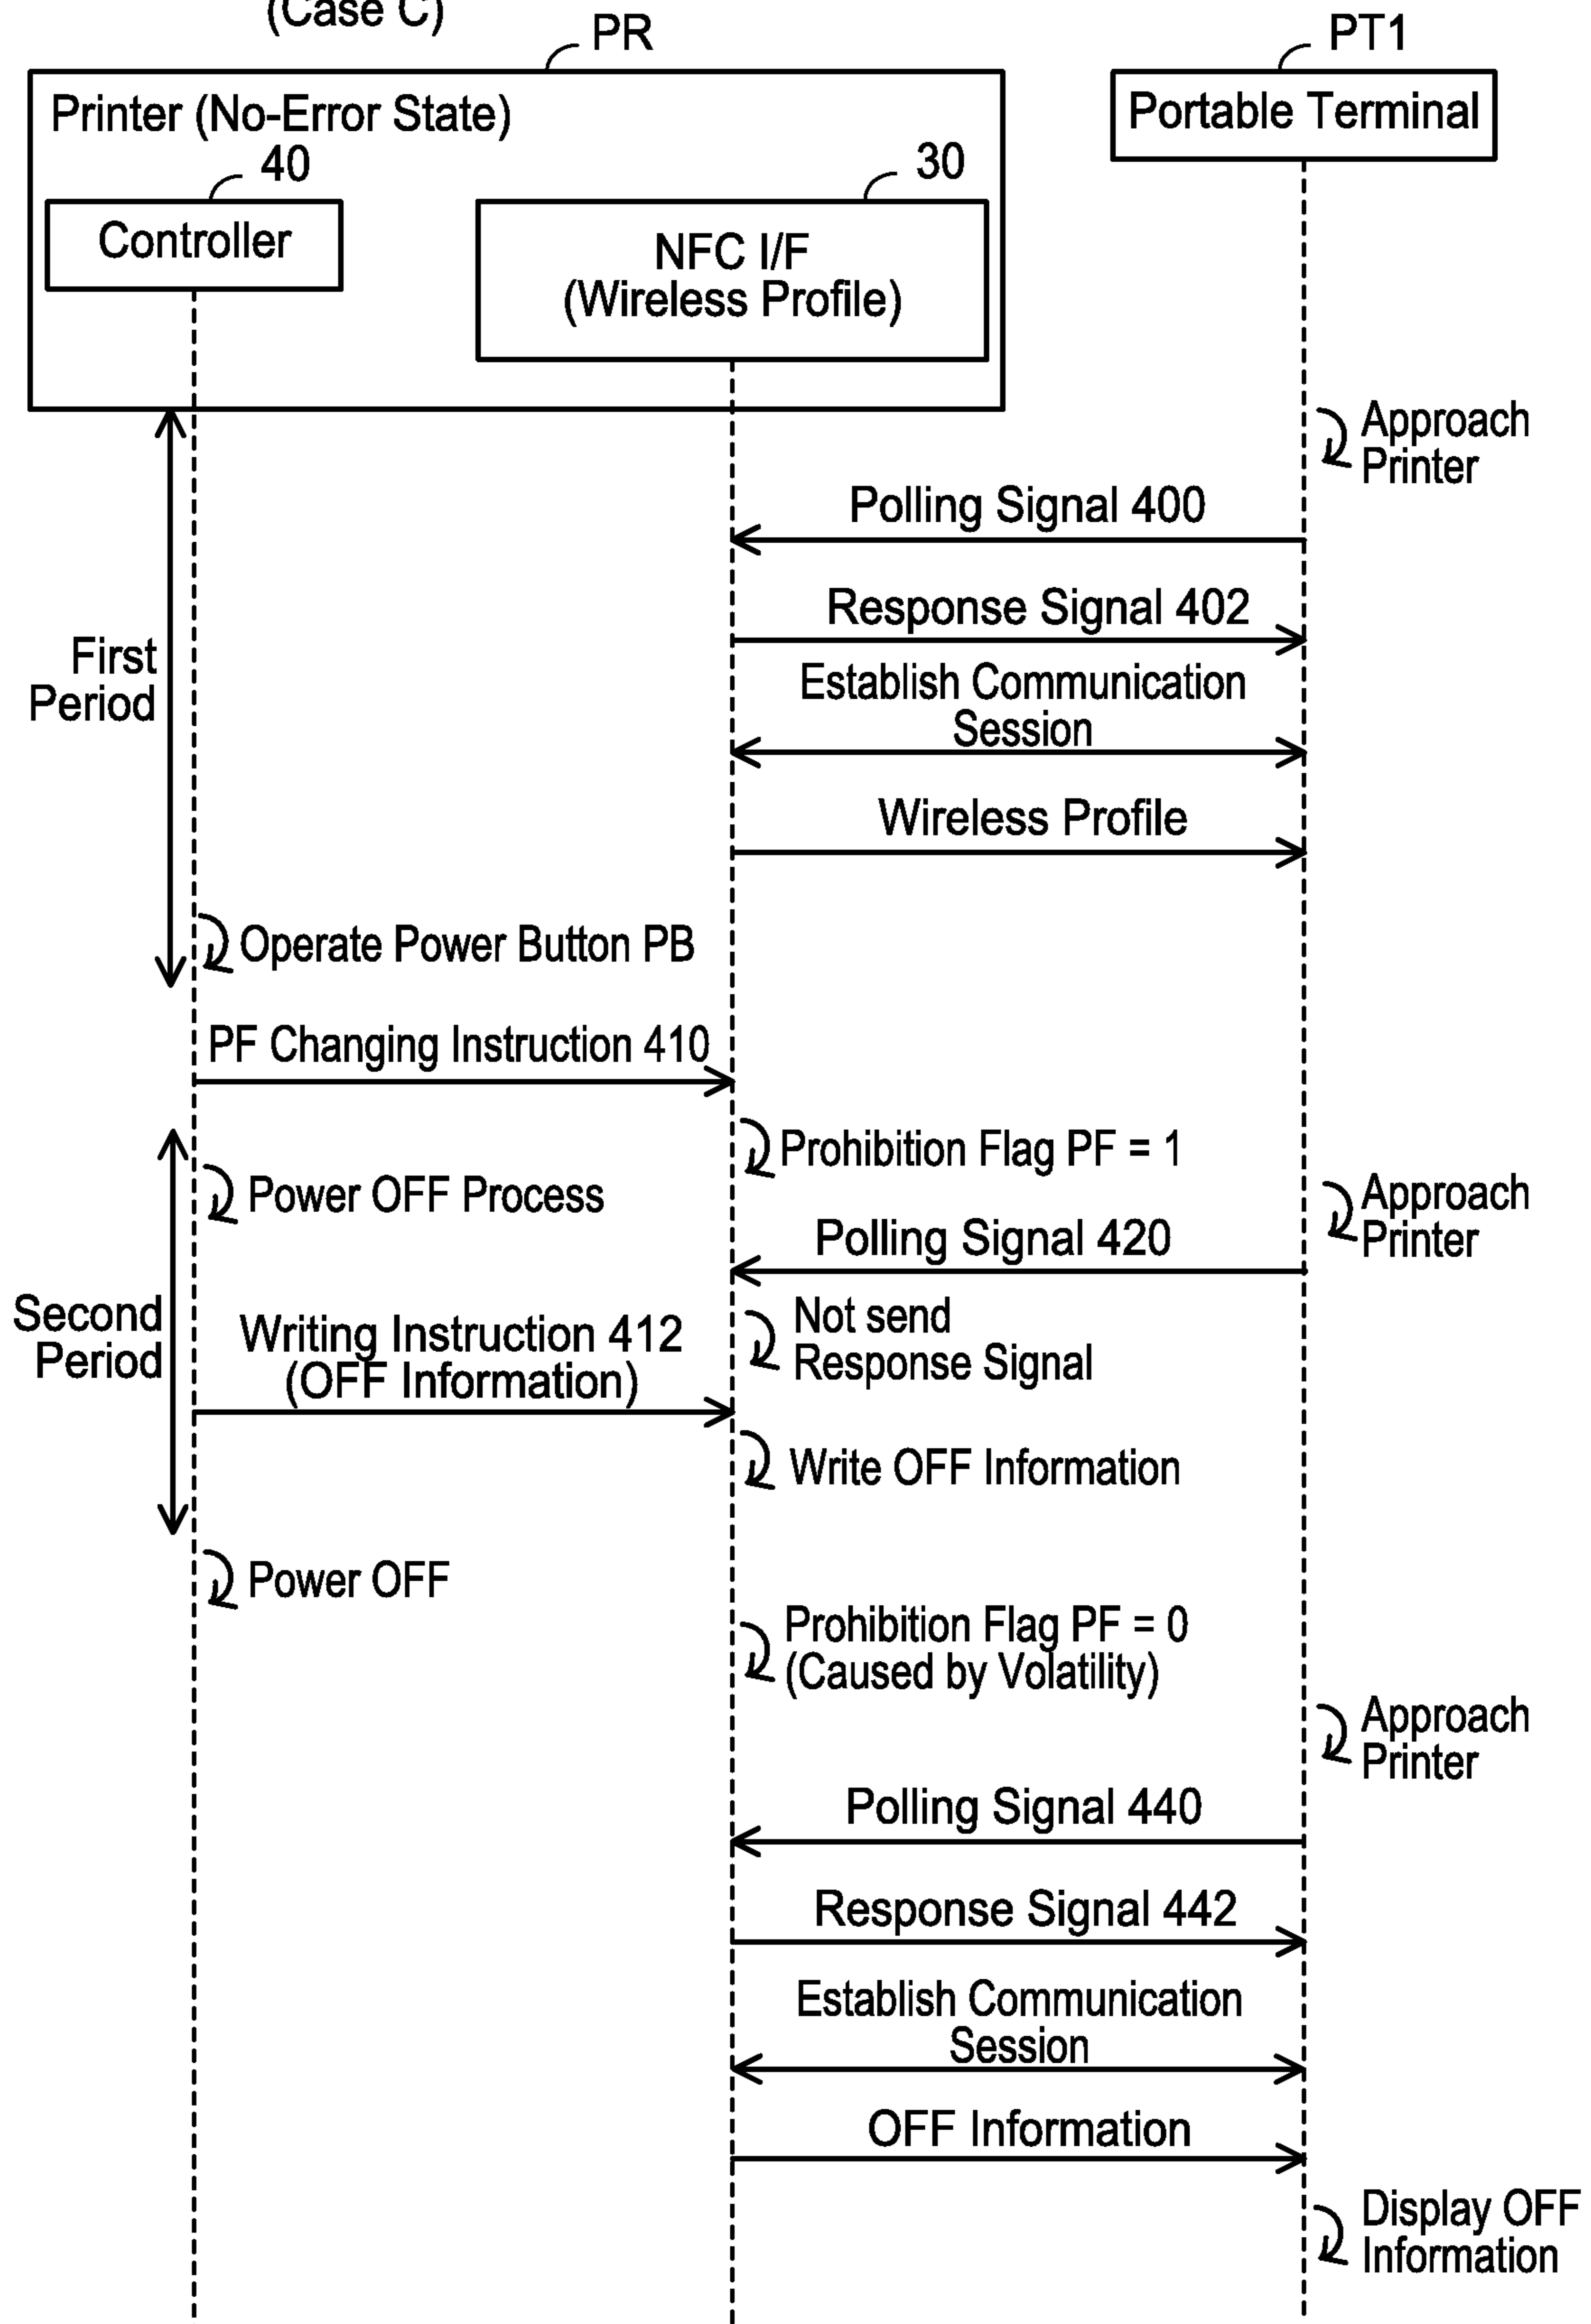 (Case C)
PR
PT1
Printer (No-Error State)
Portable Terminal
40
30
Controller
NFC I/F
(Wireless Profile)
Approach
Printer
Polling Signal 400
Response Signal 402
First
Period
Establish Communication
Session
Wireless Profile
Operate Power Button PB
PF Changing Instruction 410
Prohibition Flag PF = 1
Power OFF Process
Approach
Printer
Polling Signal 420
Second
Period
Not send
Response Signal
Writing Instruction 412
(OFF Information)
Write OFF Information
Power OFF
Prohibition Flag PF = 0
(Caused by Volatility)
Approach
Printer
Polling Signal 440
Response Signal 442
Establish Communication
Session
OFF Information
Display OFF
Information